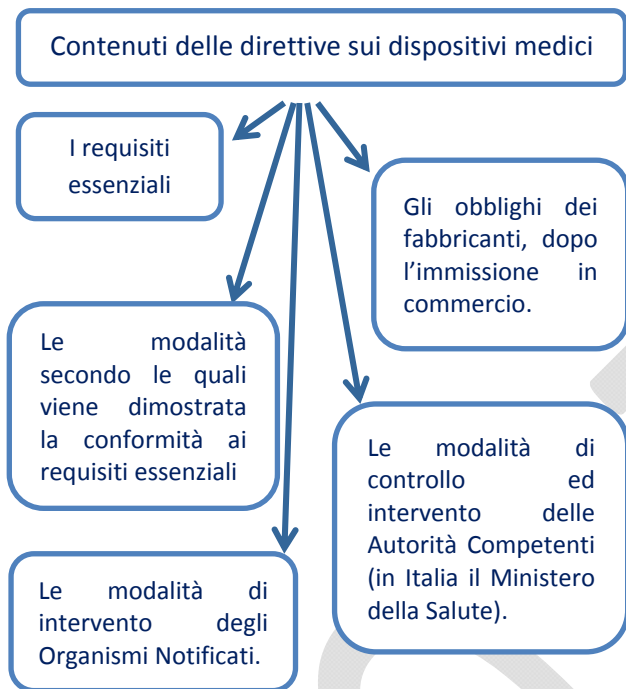 Contenuti delle direttive sui dispositivi medici
I requisiti
essenziali
Gli obblighi dei
fabbricanti, dopo
l'immissione in
commercio.
Le modalità
secondo le quali
viene dimostrata
la conformità ai
requisiti essenziali
Le modalità di
controllo ed
intervento delle
Autorità Competenti
(in Italia il Ministero
della Salute).
Le modalità di
intervento degli
Organismi Notificati.